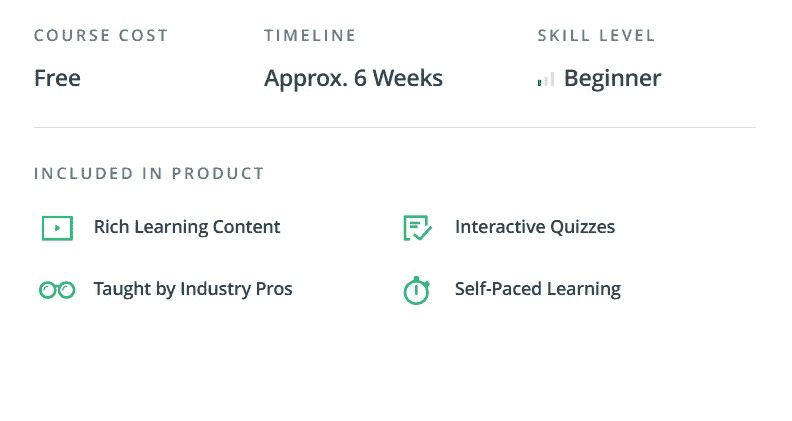 COURSE COST
Free
TIMELINE
Approx. 6 Weeks
SKILL LEVEL
Beginner
INCLUDED IN PRODUCT
Rich Learning Content
Interactive Quizzes
Taught by Industry Pros
Self-Paced Learning